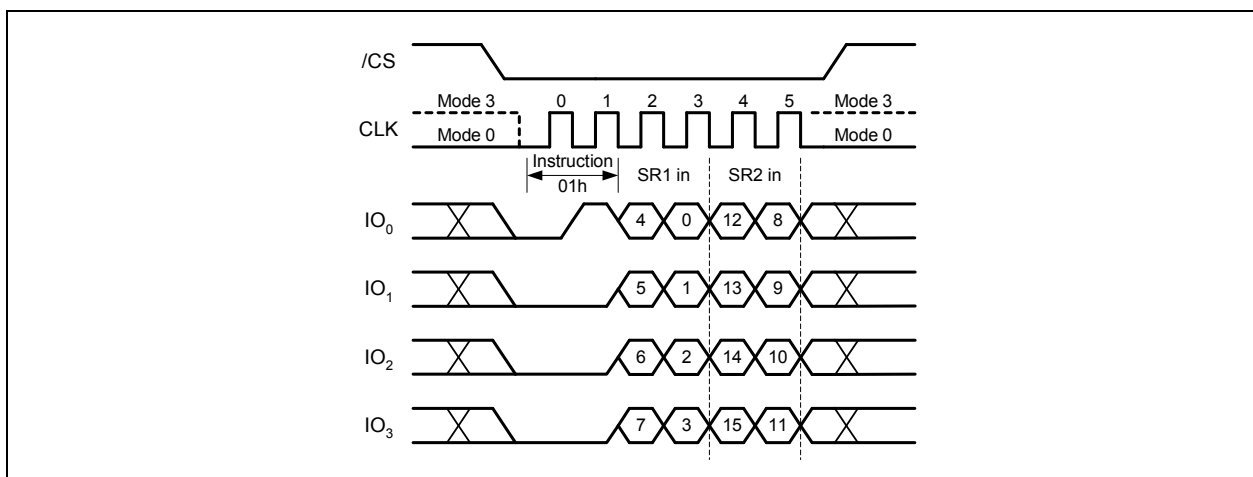 /CS
Mode 3 0 1 2 3 4 5 Mode 3
CLK Mode 0 Mode 0
Instruction
01h SR1 in SR2 in
IO0 4 0 12 8
IO1 5 1 13 9
IO2 6 2 14 10
IO3 7 3 15 11